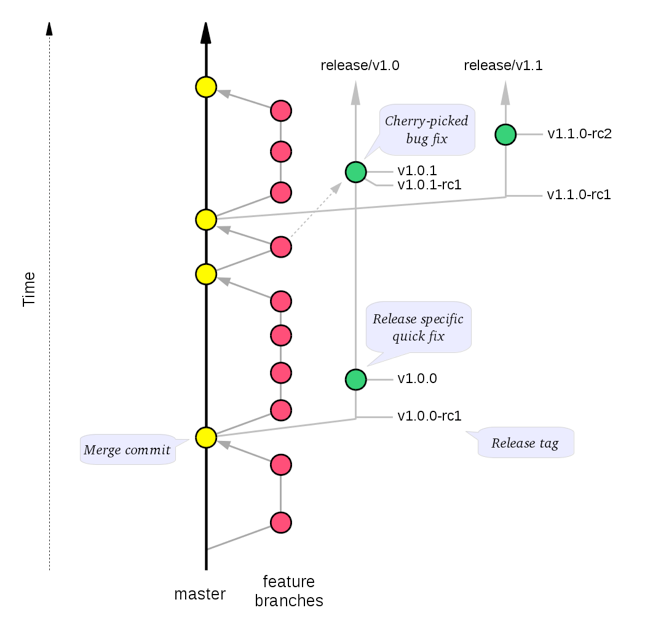 release/v1.0
release/v1.1
Cherry-picked
bug fix
v1.1.0-rc2
v1.0.1
v1.0.1-rc1
v1.1.0-rc1
Time
Release specific
quick fix
v1.0.0
v1.0.0-rc1
Merge commit
Release tag
master
feature
branches